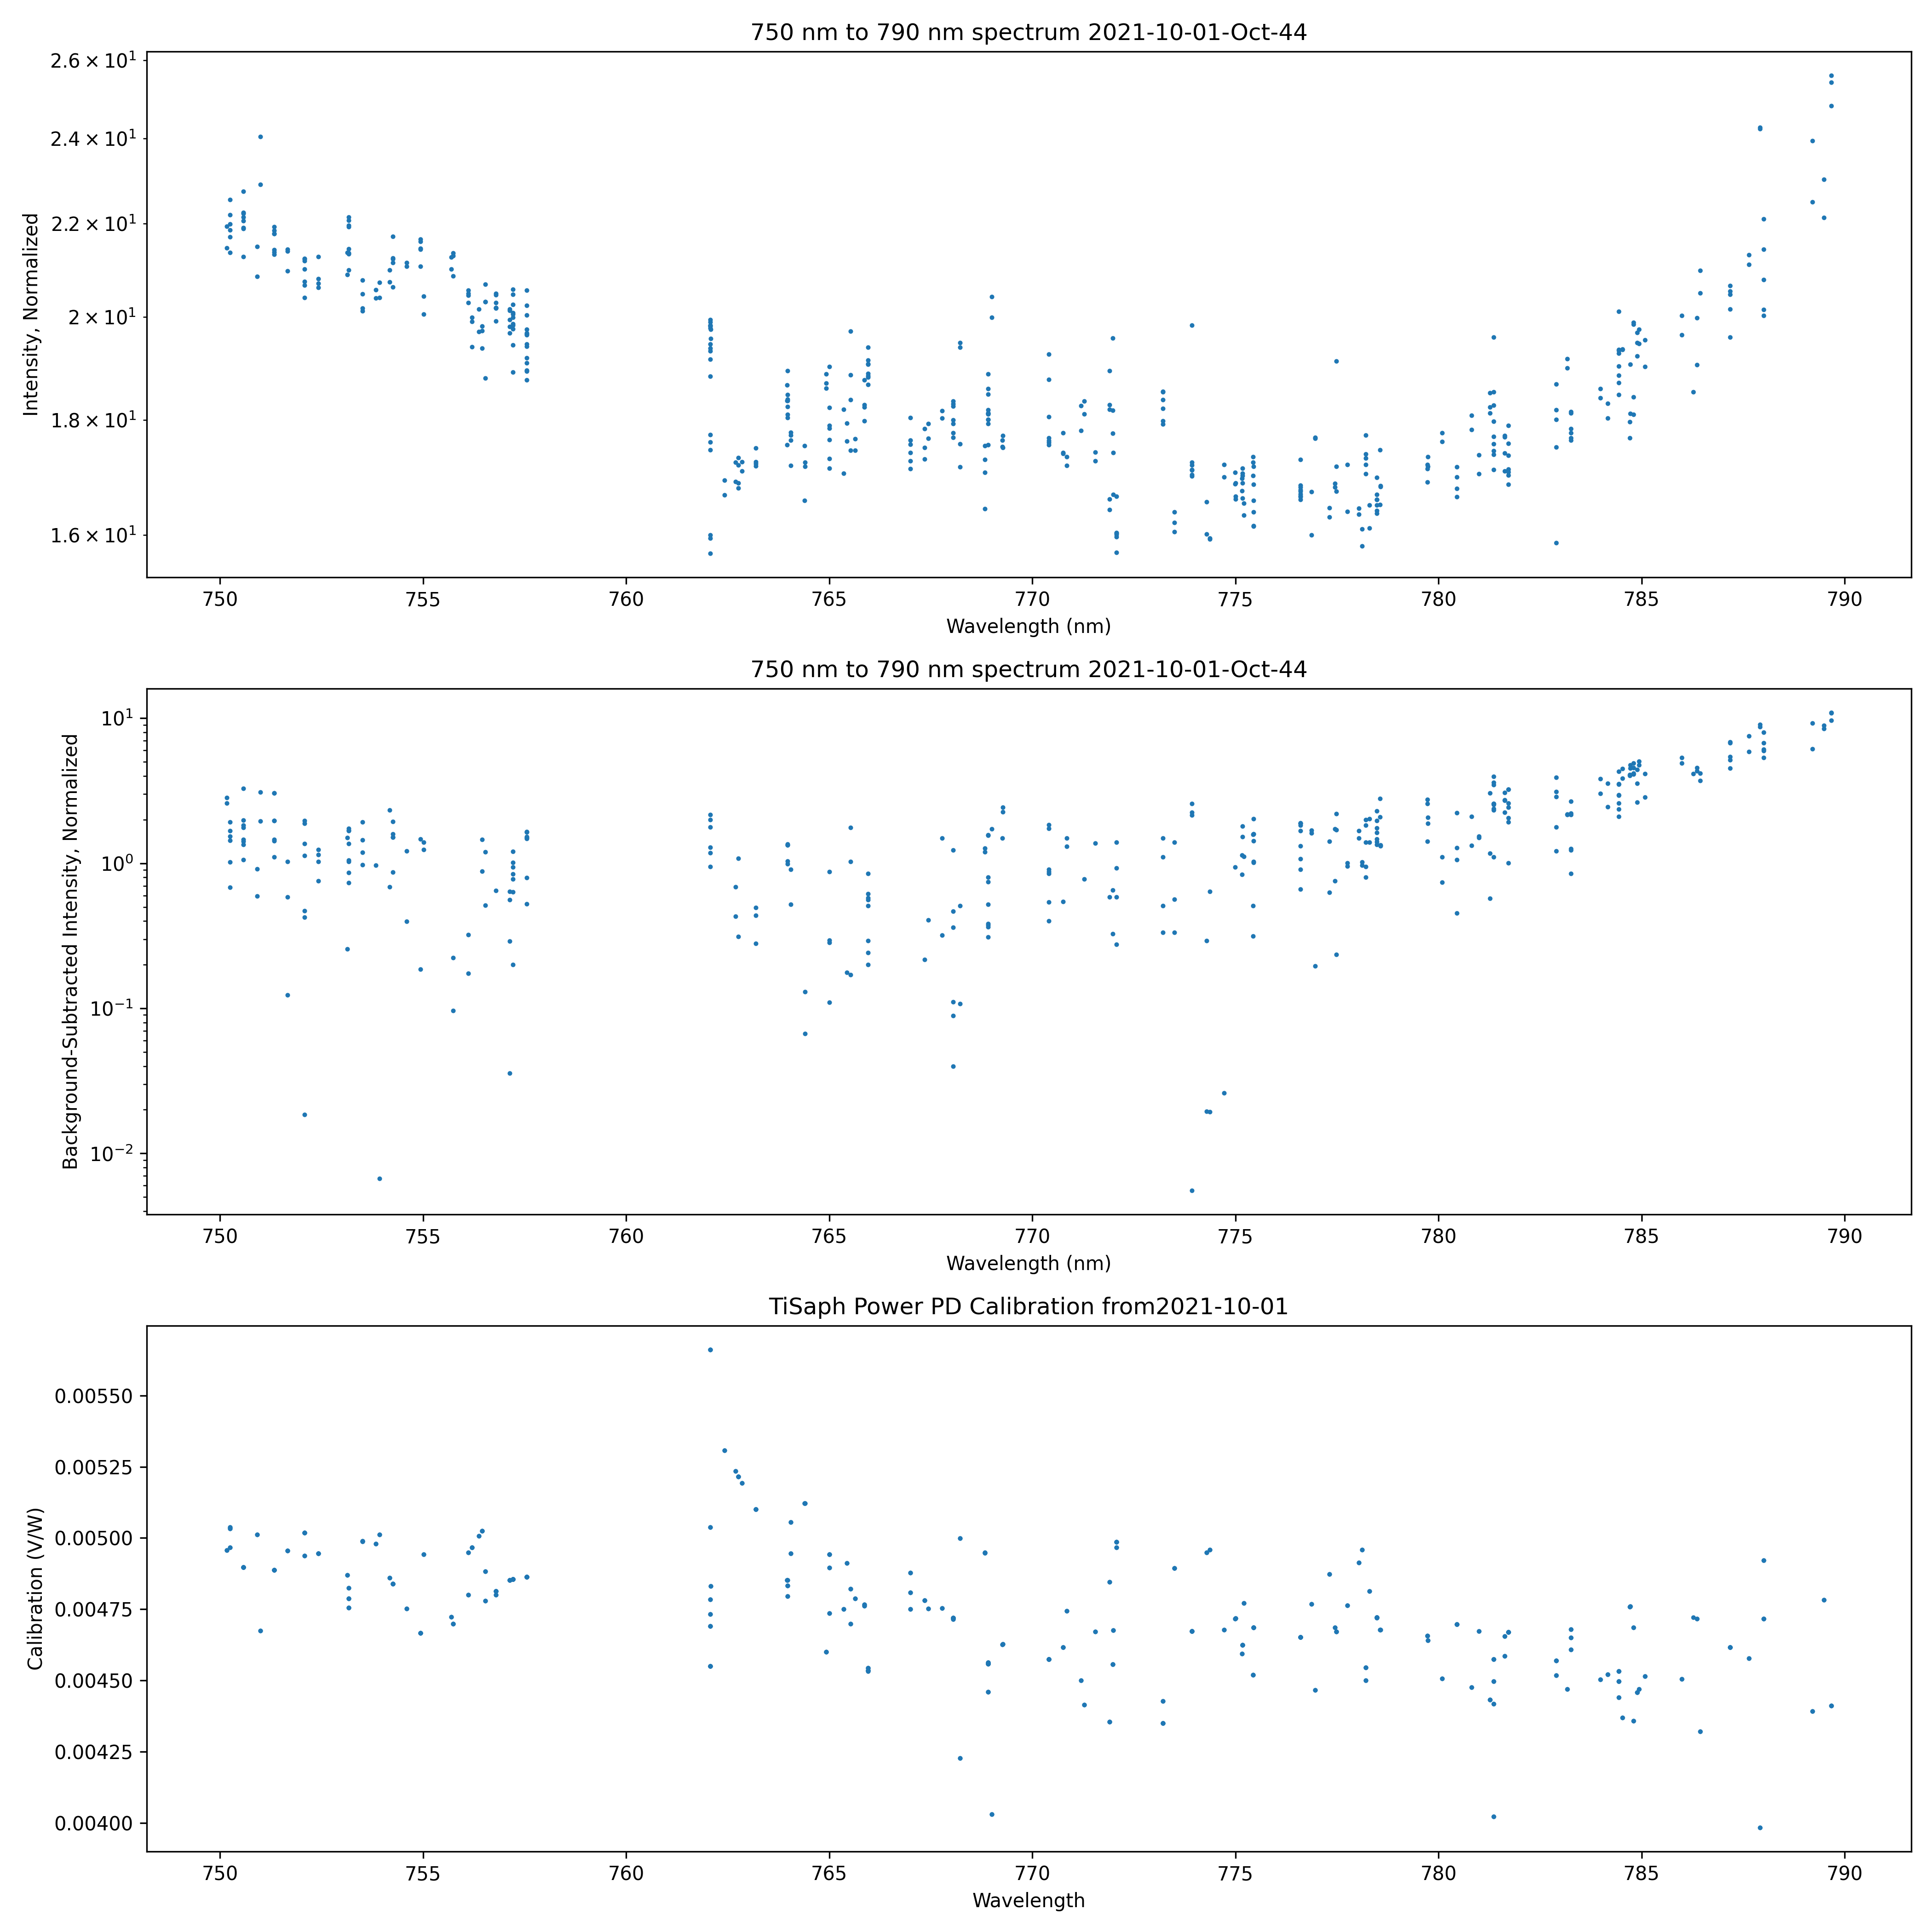 750 nm to 790 nm spectrum 2021-10-01-Oct-44
Intensity, Normalized
2.6 × 10¹
2.4 × 10¹
2.2 × 10¹
2 × 10¹
1.8 × 10¹
1.6 × 10¹
750 755 760 765 770 775 780 785 790
Wavelength (nm)
750 nm to 790 nm spectrum 2021-10-01-Oct-44
Background-Subtracted Intensity, Normalized
10¹
10⁰
10⁻¹
10⁻²
750 755 760 765 770 775 780 785 790
Wavelength (nm)
TiSaph Power PD Calibration from2021-10-01
Calibration (V/W)
0.00550
0.00525
0.00500
0.00475
0.00450
0.00425
0.00400
750 755 760 765 770 775 780 785 790
Wavelength